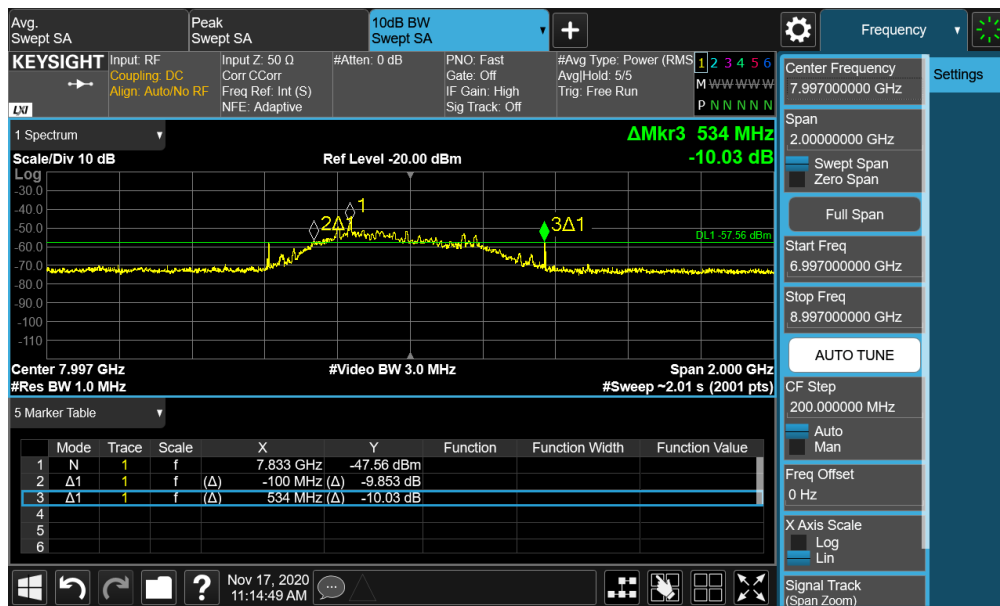 Avg.
Swept SA
Peak
Swept SA
10dB BW
Swept SA
Frequency
KEYSIGHT
LXI
Input: RF
Coupling: DC
Align: Auto/No RF
Input Z: 50 Ω
Corr CCorr
Freq Ref: Int (S)
NFE: Adaptive
#Atten: 0 dB
PNO: Fast
Gate: Off
IF Gain: High
Sig Track: Off
#Avg Type: Power (RMS
Avg|Hold: 5/5
Trig: Free Run
1 2 3 4 5 6
M W W W W W
P N N N N N
1 Spectrum
ΔMkr3 534 MHz
-10.03 dB
Scale/Div 10 dB
Ref Level -20.00 dBm
Log
-30.0
-40.0
-50.0
-60.0
-70.0
-80.0
-90.0
-100
-110
2Δ1
1
3Δ1
DL1 -57.56 dBm
Center 7.997 GHz
#Video BW 3.0 MHz
Span 2.000 GHz
#Res BW 1.0 MHz
#Sweep ~2.01 s (2001 pts)
5 Marker Table
Mode Trace Scale X Y Function Function Width Function Value
1 N 1 f 7.833 GHz -47.56 dBm
2 Δ1 1 f (Δ) -100 MHz (Δ) -9.853 dB
3 Δ1 1 f (Δ) 534 MHz (Δ) -10.03 dB
4
5
6
Nov 17, 2020
11:14:49 AM
Center Frequency
7.997000000 GHz
Settings
Span
2.00000000 GHz
Swept Span
Zero Span
Full Span
Start Freq
6.997000000 GHz
Stop Freq
8.997000000 GHz
AUTO TUNE
CF Step
200.000000 MHz
Auto
Man
Freq Offset
0 Hz
X Axis Scale
Log
Lin
Signal Track
(Span Zoom)